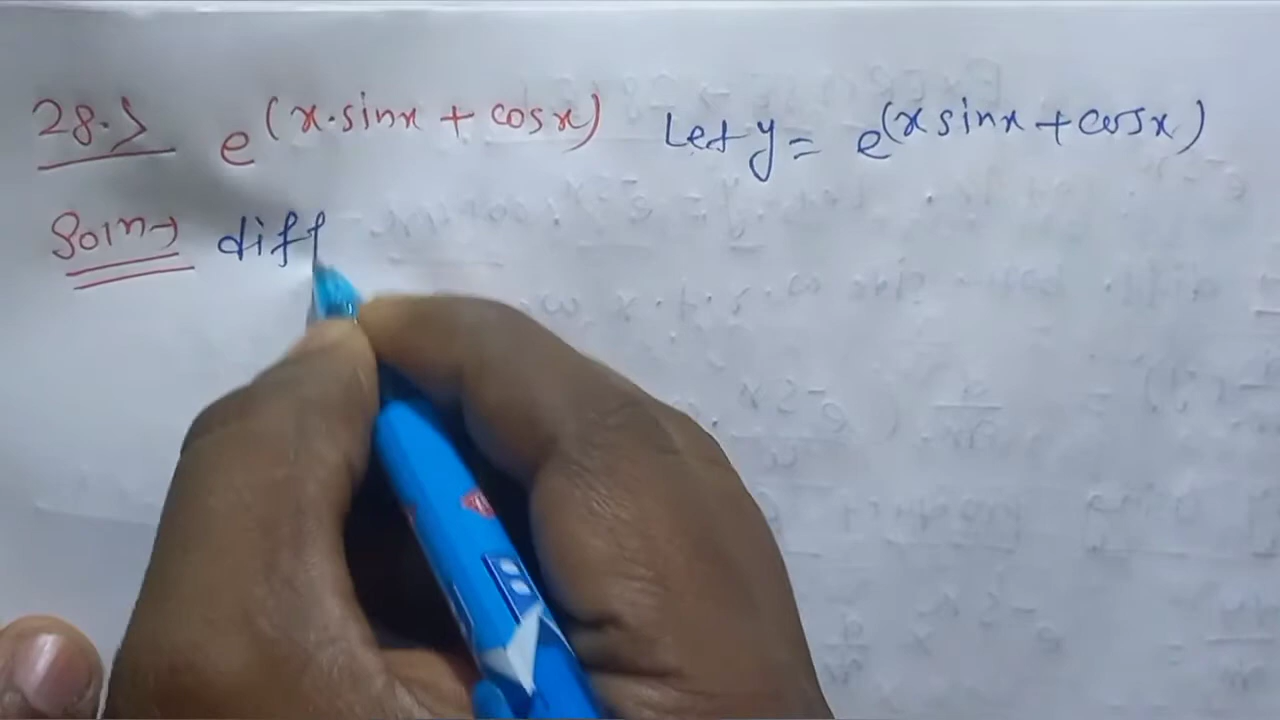 28.> e^(x.sinx + cosx) Let y = e^(x sinx + cosx)
Soln→ diff